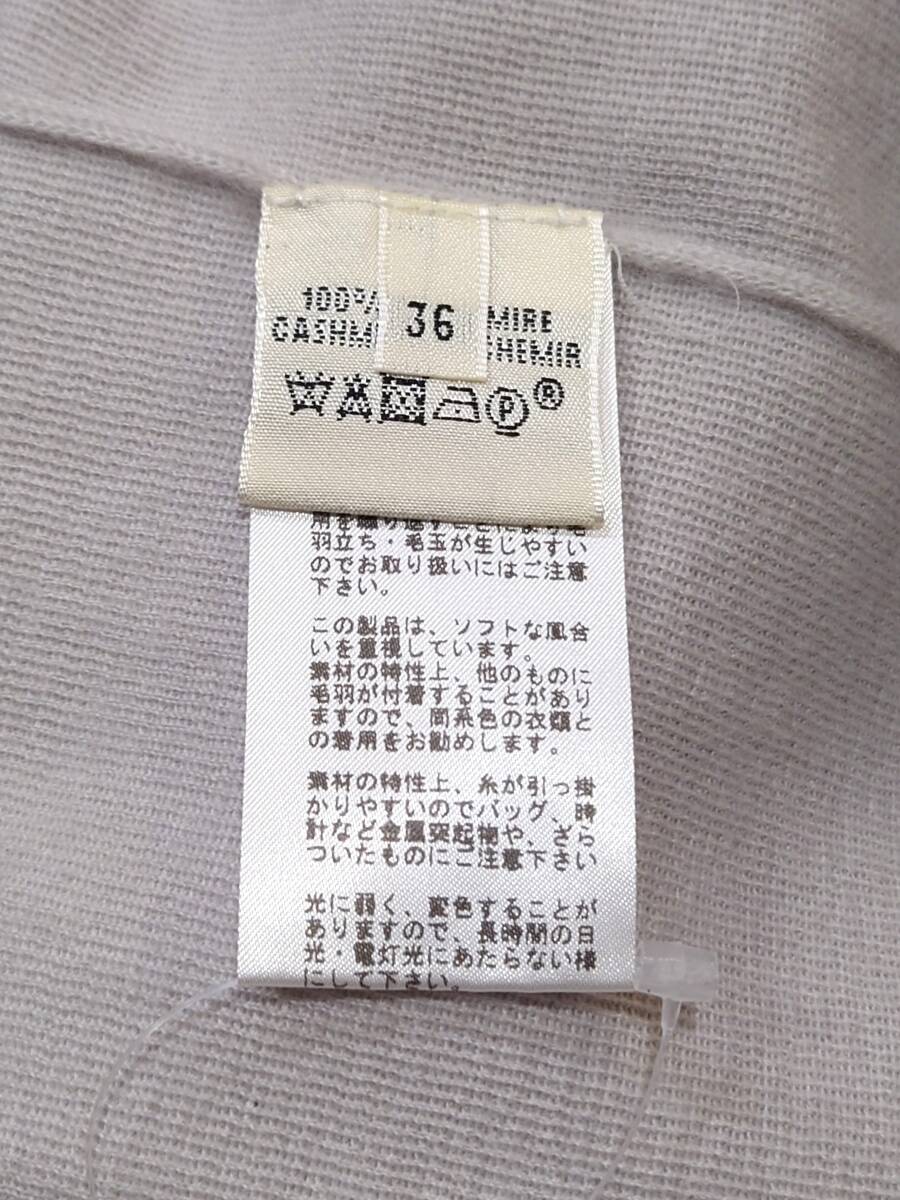 100%
36
MIRE
CASHM
CHEMIR
P
®
羽立ち・毛玉が生じやすい
のでお取り扱いにはご注意
下さい。
この製品は、ソフトな風合
いを重視しています。
素材の特性上、他のものに
毛羽が付着することがあり
ますので、同系色の衣類と
の着用をお勧めします。
素材の特性上、糸が引っ掛
かりやすいのでバッグ、時
計など金属突起物や、ざら
ついたものにご注意下さい
光に弱く、変色することが
ありますので、長時間の日
光・電灯光にあたらない様
にして下さい。